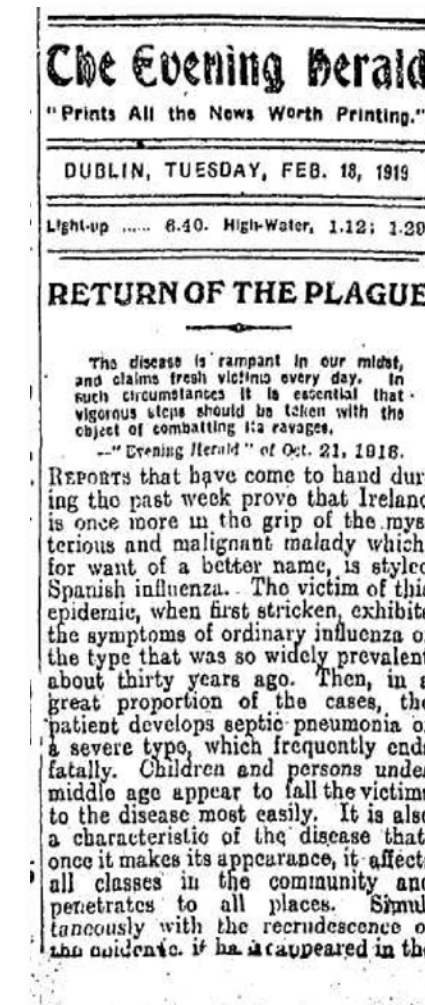 The Evening Herald
"Prints All the News Worth Printing."
DUBLIN, TUESDAY, FEB. 18, 1919
Light-up ..... 6.40. High-Water, 1.12; 1.29
RETURN OF THE PLAGUE
The disease is rampant in our midst,
and claims fresh victims every day. In
such circumstances it is essential that
vigorous steps should be taken with the
object of combatting its ravages.
—"Evening Herald" of Oct. 21, 1918.
REPORTS that have come to hand dur
ing the past week prove that Ireland
is once more in the grip of the mys
terious and malignant malady which
for want of a better name, is styled
Spanish influenza. The victim of this
epidemic, when first stricken, exhibits
the symptoms of ordinary influenza o
the type that was so widely prevalent
about thirty years ago. Then, in a
great proportion of the cases, the
patient develops septic pneumonia o
a severe type, which frequently ends
fatally. Children and persons under
middle age appear to fall the victims
to the disease most easily. It is also
a characteristic of the disease that
once it makes its appearance, it affects
all classes in the community and
penetrates to all places. Simul
taneously with the recrudescence o
the epidemic, it has appeared in the